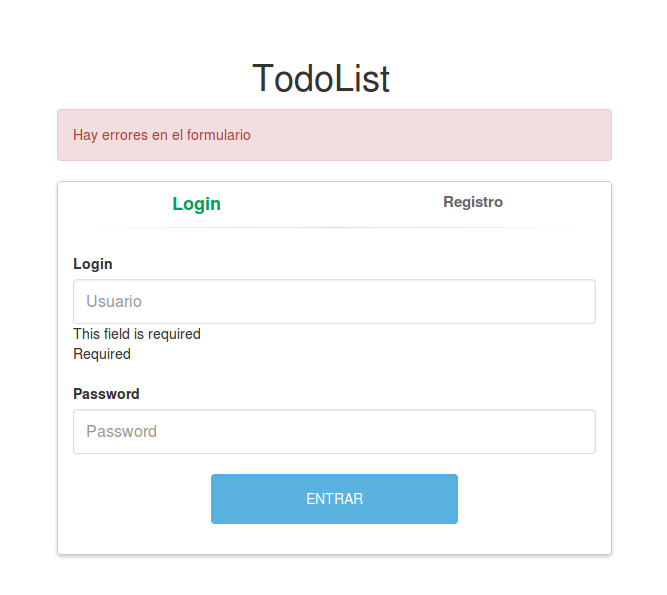 TodoList
Hay errores en el formulario
Login
Registro
Login
Usuario
This field is required
Required
Password
Password
ENTRAR